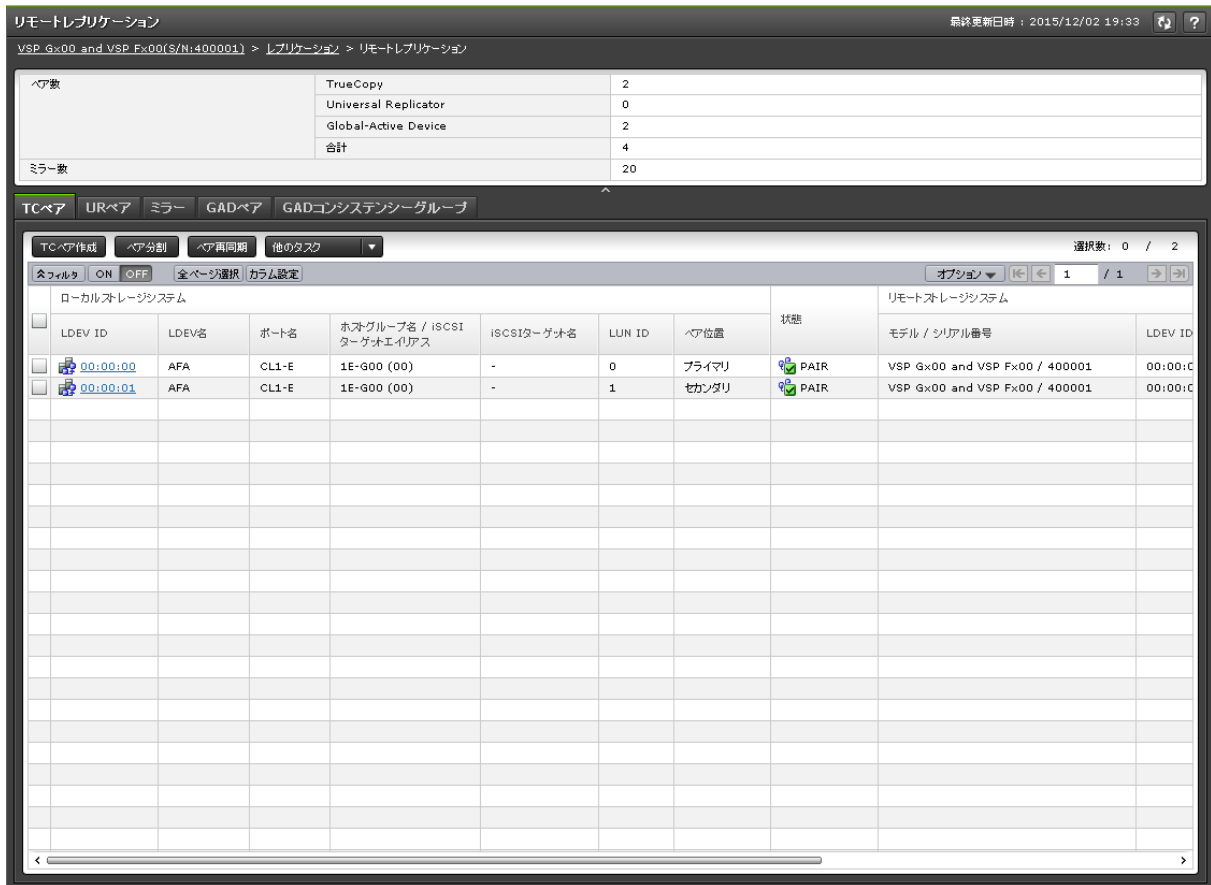 リモートレプリケーション
最終更新日時 : 2015/12/02 19:33
?
VSP Gx00 and VSP Fx00(S/N:400001) > レプリケーション > リモートレプリケーション
ペア数 TrueCopy 2
Universal Replicator 0
Global-Active Device 2
合計 4
ミラー数 20
TCペア URペア ミラー GADペア GADコンシステンシーグループ
TCペア作成 ペア分割 ペア再同期 他のタスク 選択数: 0 / 2
フィルタ ON OFF 全ページ選択 カラム設定 オプション 1 / 1
ローカルストレージシステム 状態 リモートストレージシステム
LDEV ID LDEV名 ポート名 ホストグループ名 / iSCSI ターゲットエイリアス iSCSIターゲット名 LUN ID ペア位置 モデル / シリアル番号 LDEV ID
00:00:00 AFA CL1-E 1E-G00 (00) - 0 プライマリ PAIR VSP Gx00 and VSP Fx00 / 400001
00:00:01 AFA CL1-E 1E-G00 (00) - 1 セカンダリ PAIR VSP Gx00 and VSP Fx00 / 400001